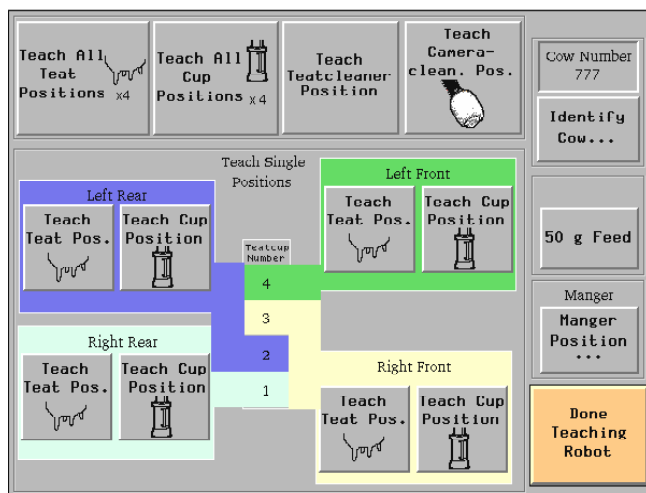 Teach All
Teat
Positions x4
Teach All
Cup
Positions x 4
Teach
Teatcleaner
Position
Teach
Camera-
clean. Pos.
Cow Number
777
Identify
Cow...
Teach Single
Positions
Left Rear
Teach
Teat Pos.
Teach Cup
Position
Left Front
Teach
Teat Pos.
Teach Cup
Position
Teatcup
Number
4
3
2
1
Right Rear
Teach
Teat Pos.
Teach Cup
Position
Right Front
Teach
Teat Pos.
Teach Cup
Position
50 g Feed
Manger
Manger
Position
...
Done
Teaching
Robot